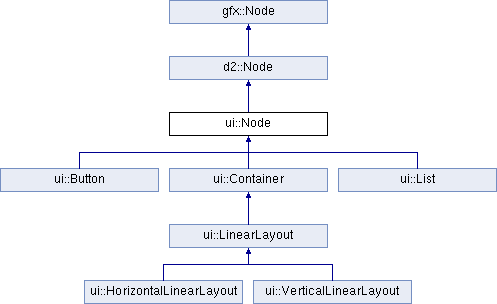 gfx::Node
d2::Node
ui::Node
ui::Button
ui::Container
ui::List
ui::LinearLayout
ui::HorizontalLinearLayout
ui::VerticalLinearLayout